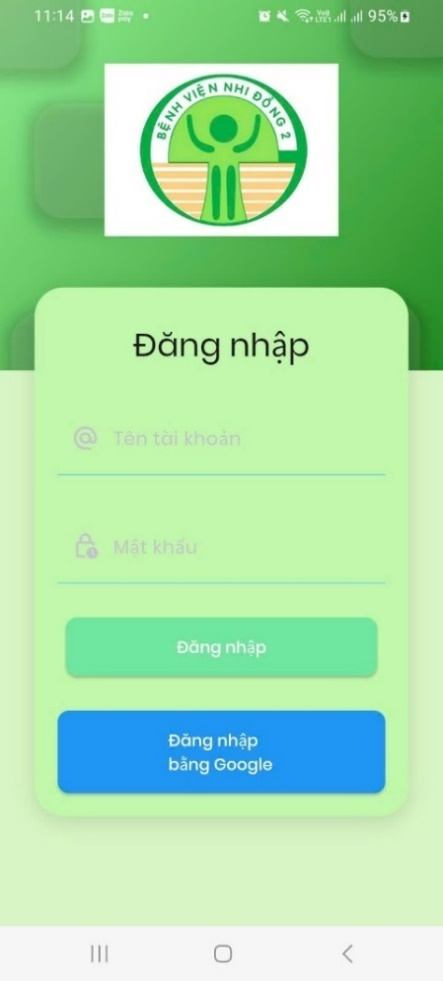 11:14
95%
BỆNH VIỆN NHI ĐỒNG 2
Đăng nhập
Tên tài khoản
Mật khẩu
Đăng nhập
Đăng nhập
bằng Google